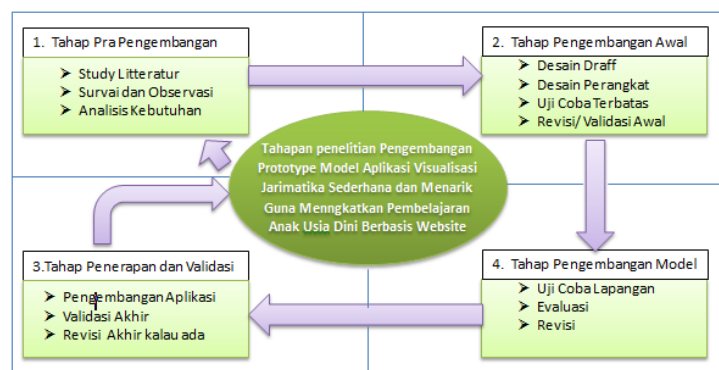 1. Tahap Pra Pengembangan
➤ Study Litteratur
➤ Survai dan Observasi
➤ Analisis Kebutuhan
2. Tahap Pengembangan Awal
➤ Desain Draff
➤ Desain Perangkat
➤ Uji Coba Terbatas
➤ Revisi/ Validasi Awal
Tahapan penelitian Pengembangan
Prototype Model Aplikasi Visualisasi
Jarimatika Sederhana dan Menarik
Guna Menngkatkan Pembelajaran
Anak Usia Dini Berbasis Website
3.Tahap Penerapan dan Validasi
➤ Pengembangan Aplikasi
➤ Validasi Akhir
➤ Revisi Akhir kalau ada
4. Tahap Pengembangan Model
➤ Uji Coba Lapangan
➤ Evaluasi
➤ Revisi